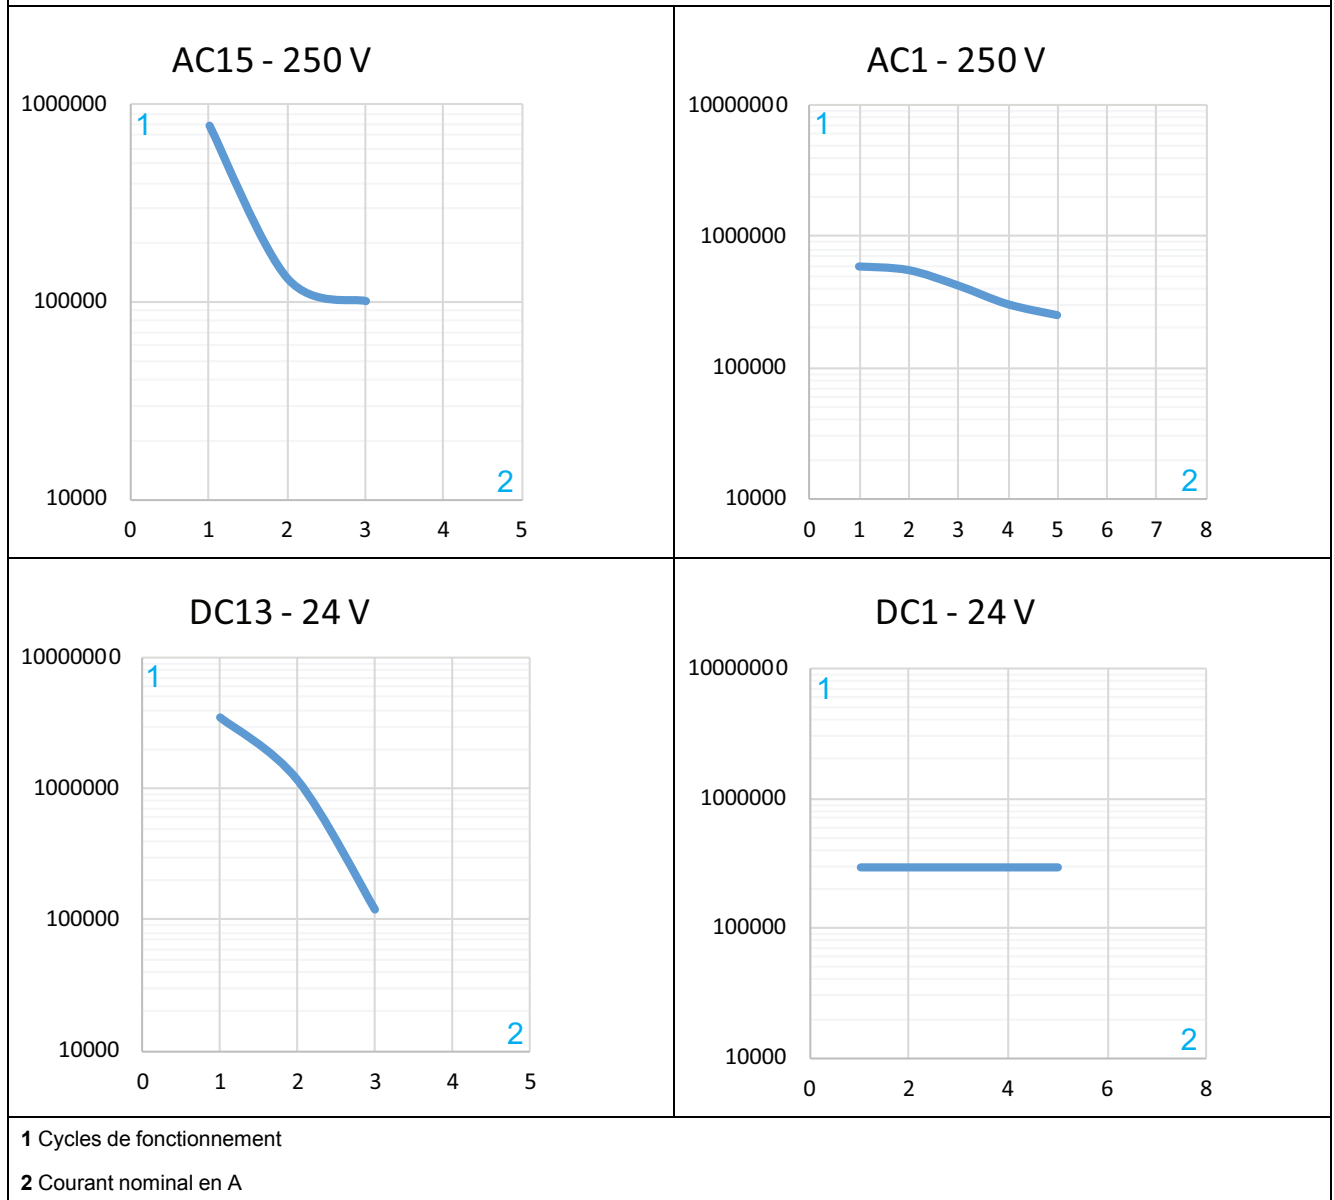 AC15 - 250 V
1000000
1
100000
10000
2
0 1 2 3 4 5
AC1 - 250 V
10000000
1
1000000
100000
10000
2
0 1 2 3 4 5 6 7 8
DC13 - 24 V
10000000
1
1000000
100000
10000
2
0 1 2 3 4 5
DC1 - 24 V
10000000
1
1000000
100000
10000
2
0 2 4 6 8
1 Cycles de fonctionnement
2 Courant nominal en A